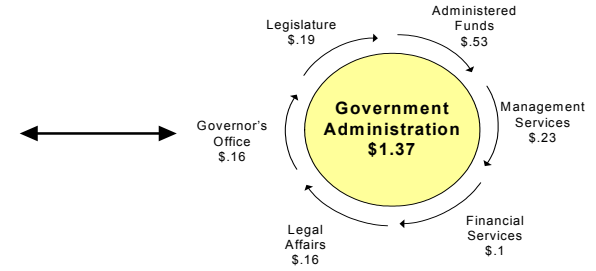 Administered
Funds
$.53
Legislature
$.19
Government
Administration
$1.37
Management
Services
$.23
Governor's
Office
$.16
Financial
Services
$.1
Legal
Affairs
$.16